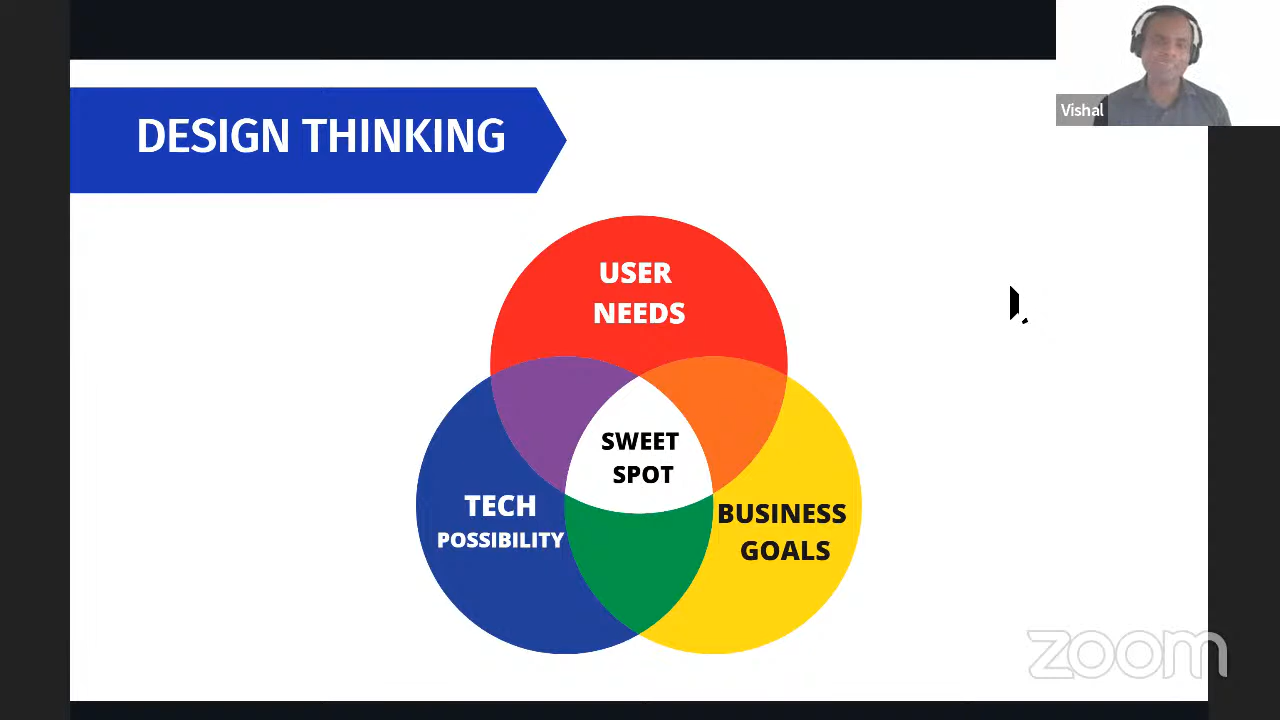 Vishal
DESIGN THINKING
USER
NEEDS
SWEET
SPOT
TECH
POSSIBILITY
BUSINESS
GOALS
zoom